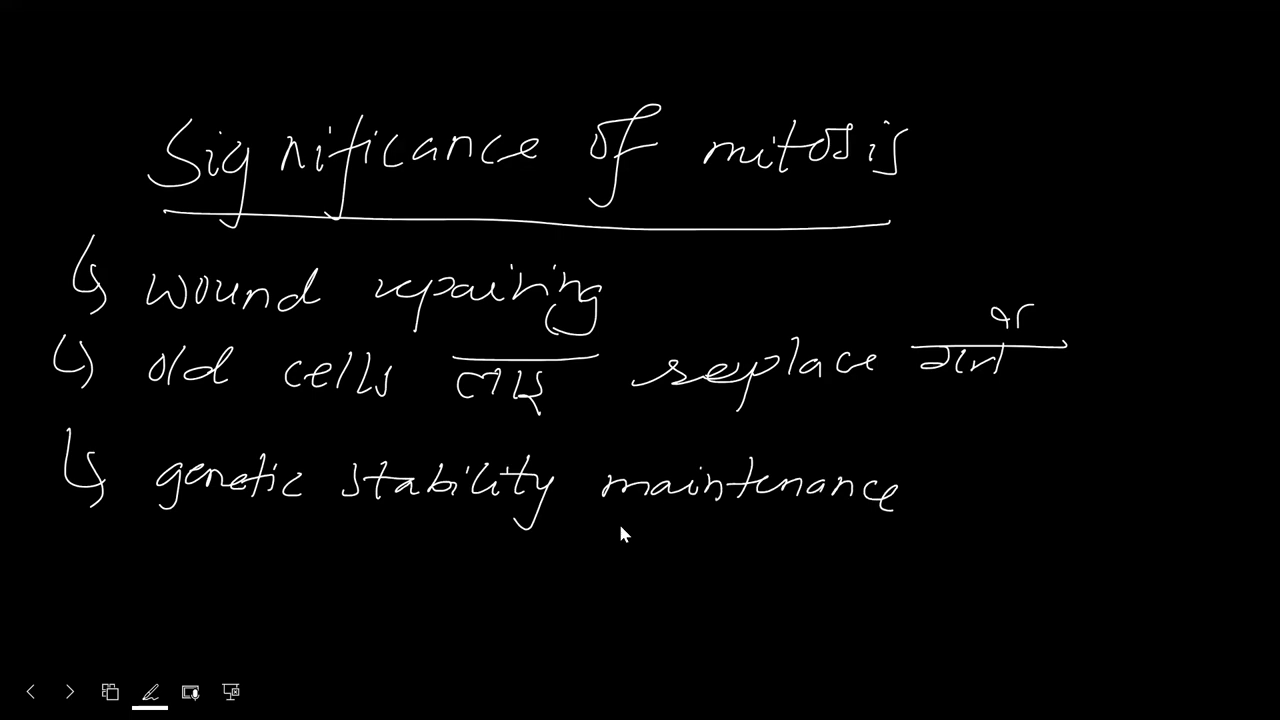 Significance of mitosis
↳ wound repairing
↳ old cells replace
↳ genetic stability maintenance